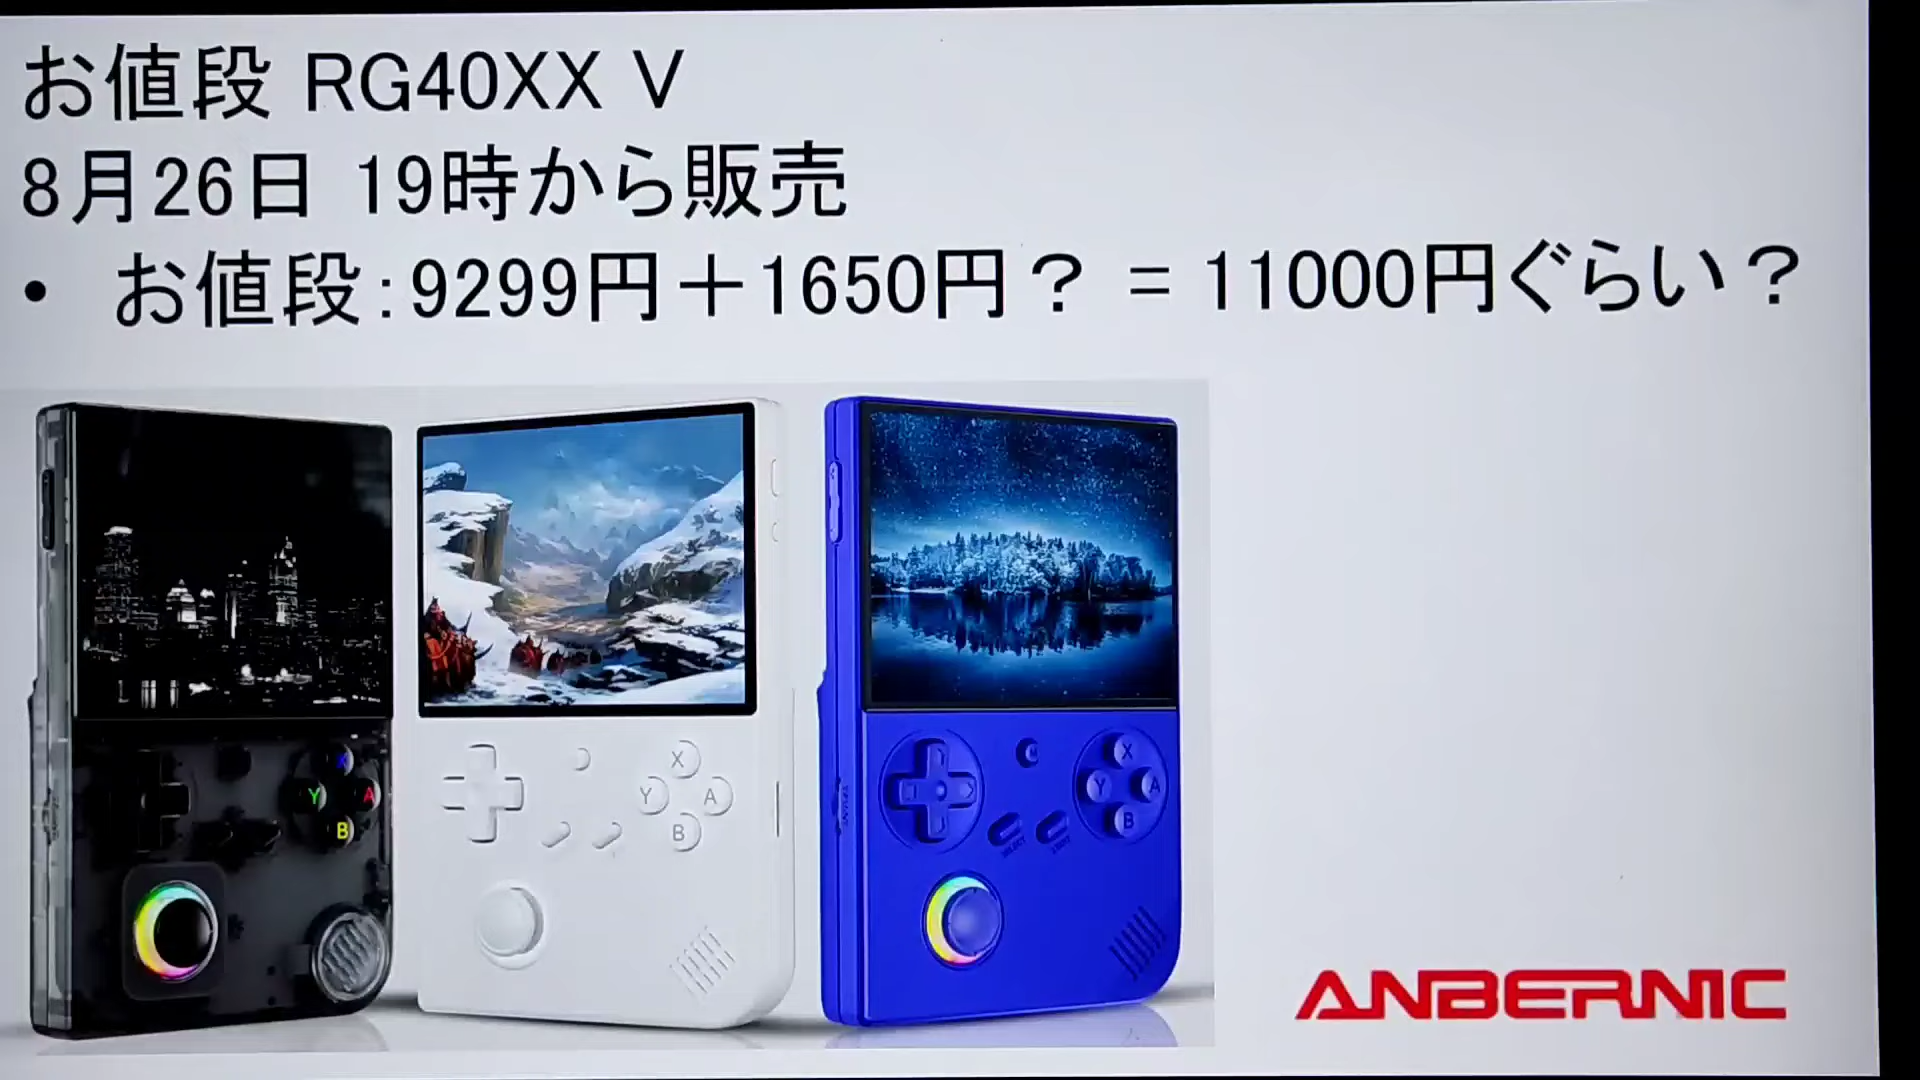 お値段 RG40XX V
8月26日 19時から販売
• お値段：9299円＋1650円？ = 11000円ぐらい？
X
Y
A
B
X
Y
A
B
X
Y
A
B
SELECT
START
ANBERNIC